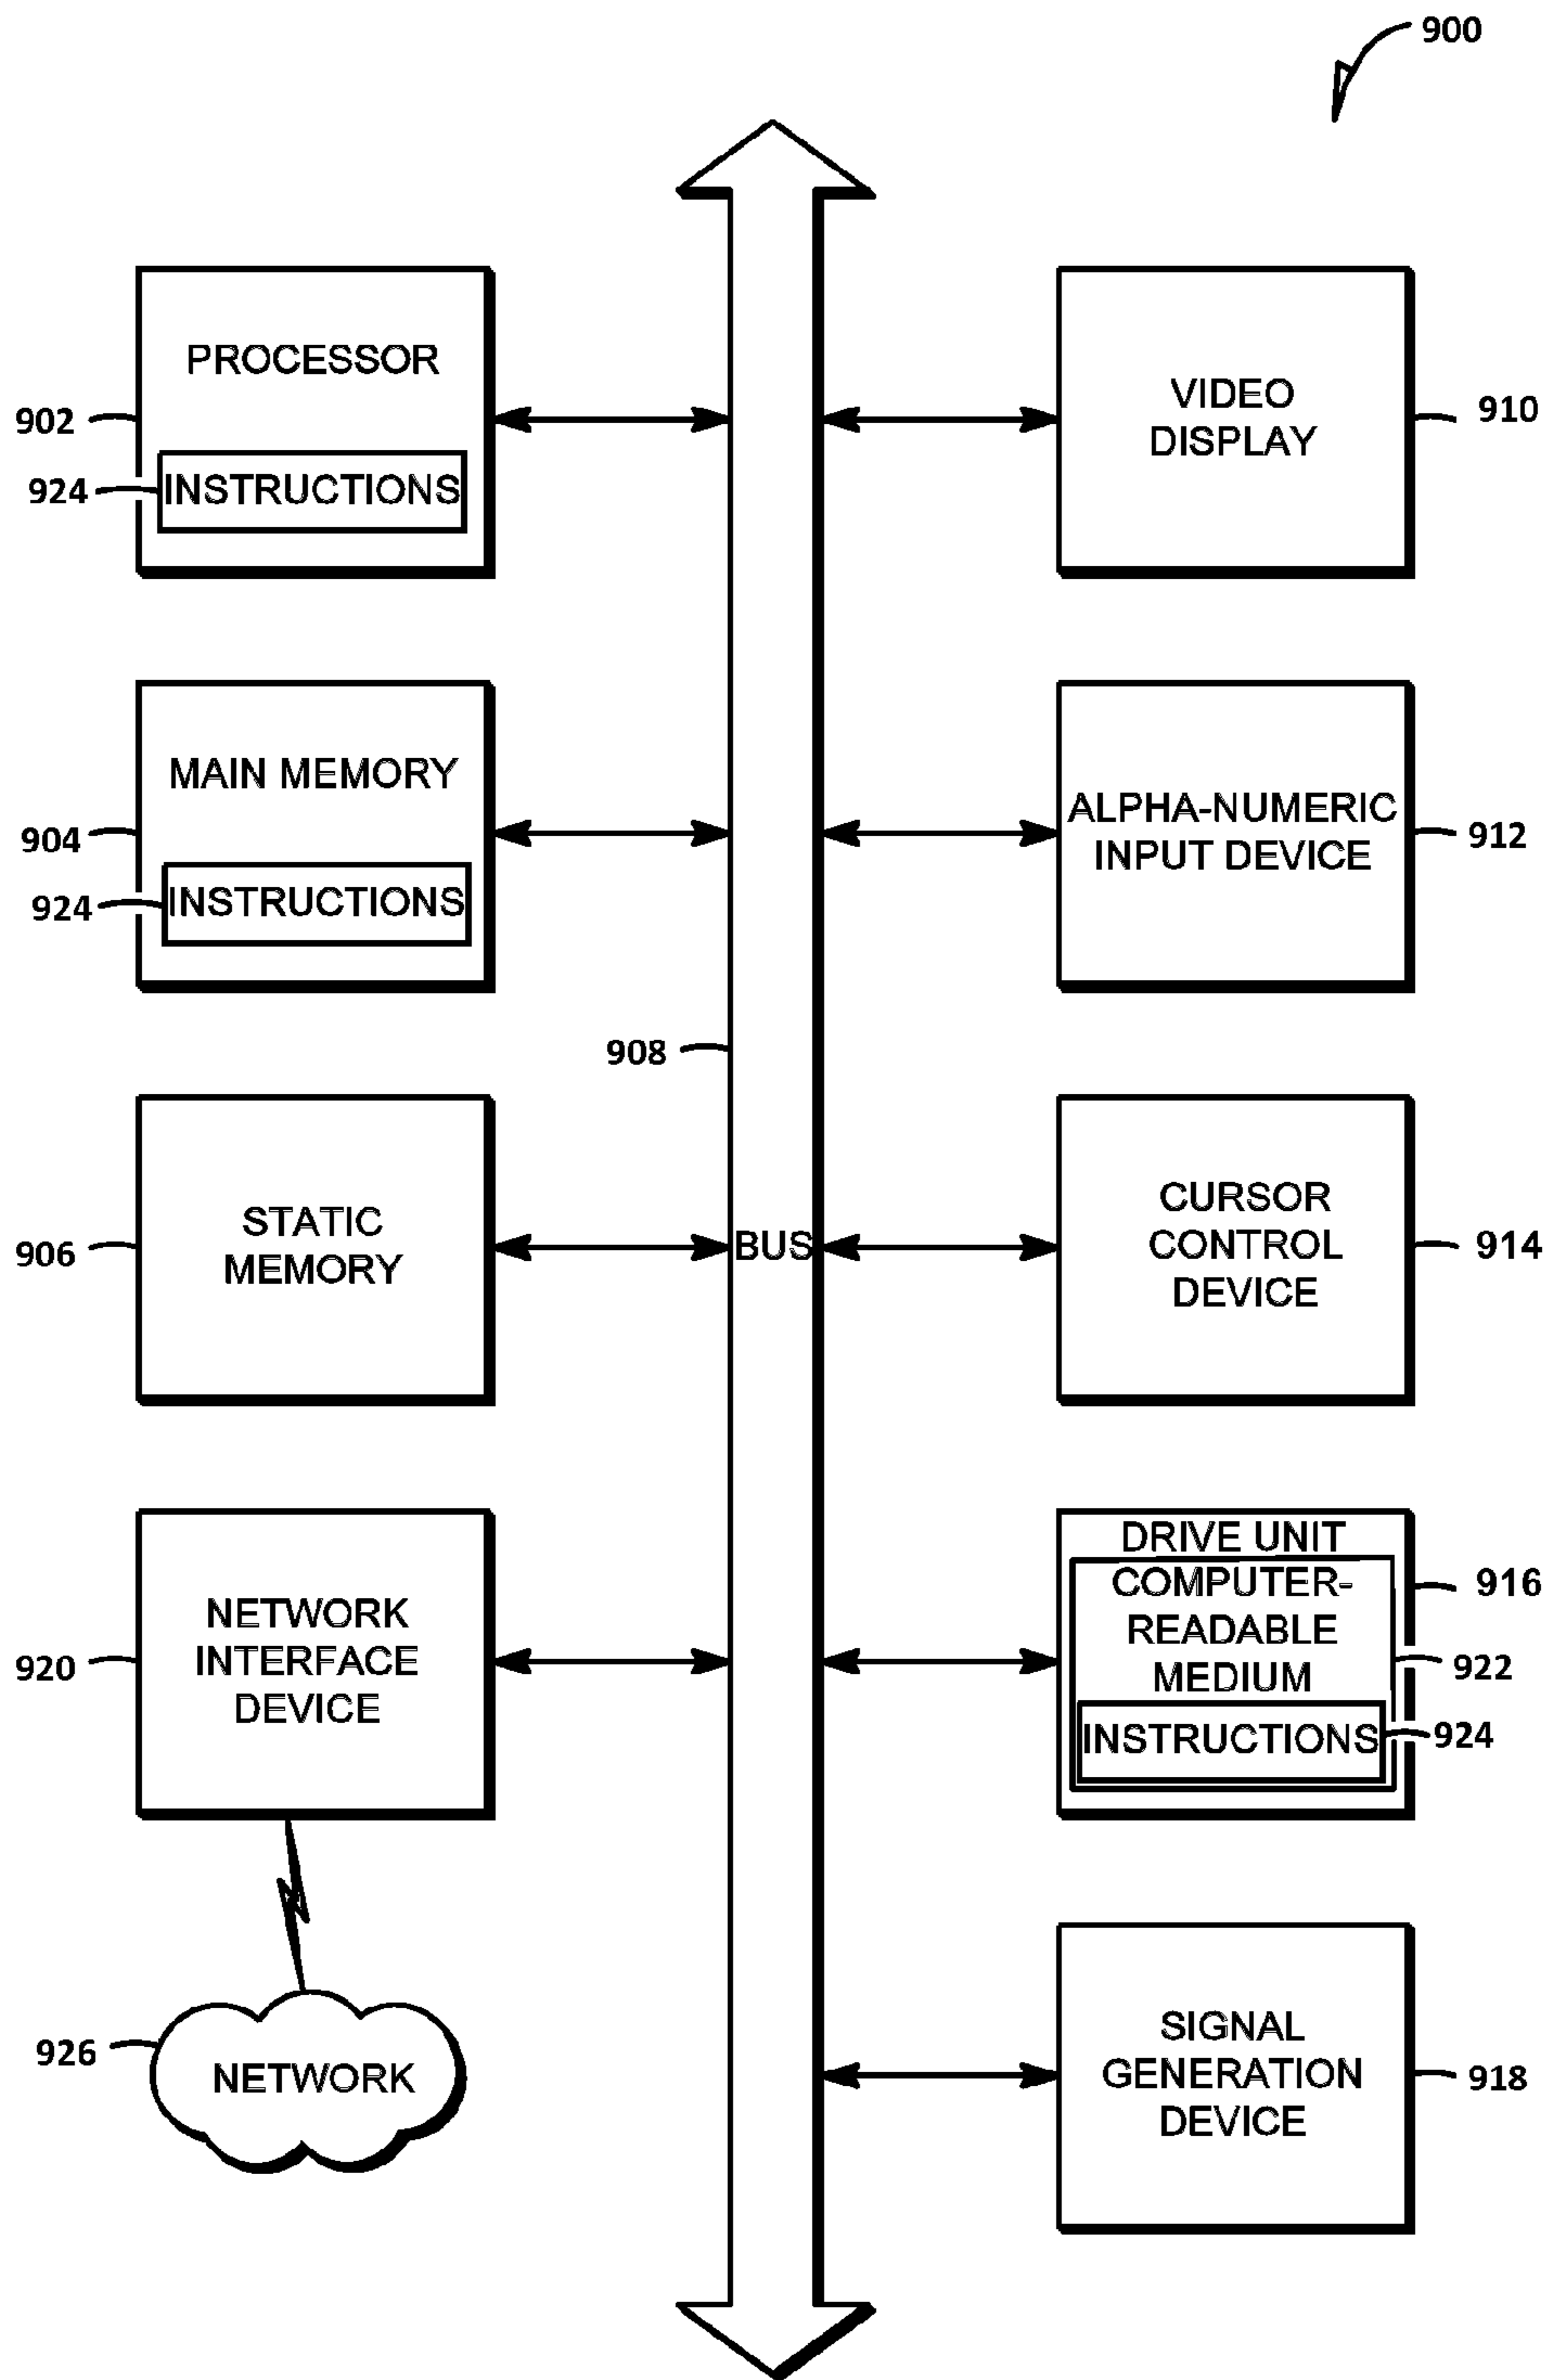 900
PROCESSOR
902
924
INSTRUCTIONS
VIDEO
DISPLAY
910
MAIN MEMORY
904
924
INSTRUCTIONS
ALPHA-NUMERIC
INPUT DEVICE
912
908
STATIC
MEMORY
906
BUS
CURSOR
CONTROL
DEVICE
914
NETWORK
INTERFACE
DEVICE
920
DRIVE UNIT
COMPUTER-
READABLE
MEDIUM
INSTRUCTIONS
916
922
924
926
NETWORK
SIGNAL
GENERATION
DEVICE
918